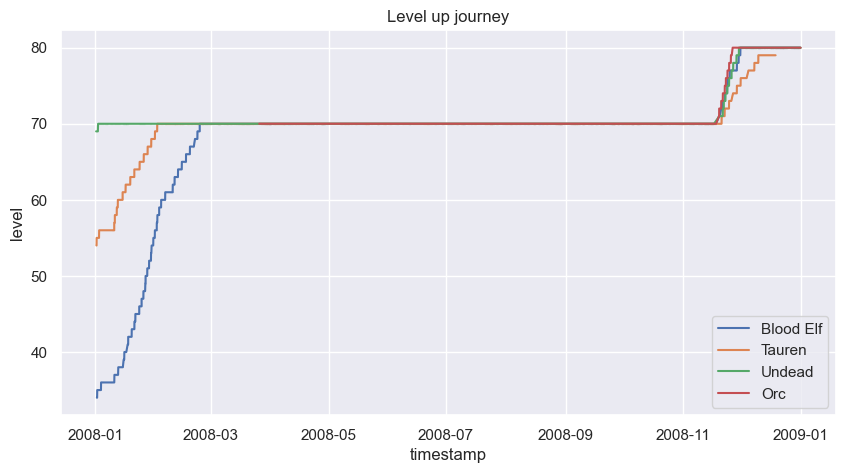 Level up journey
level
80
70
60
50
40
Blood Elf
Tauren
Undead
Orc
2008-01 2008-03 2008-05 2008-07 2008-09 2008-11 2009-01
timestamp